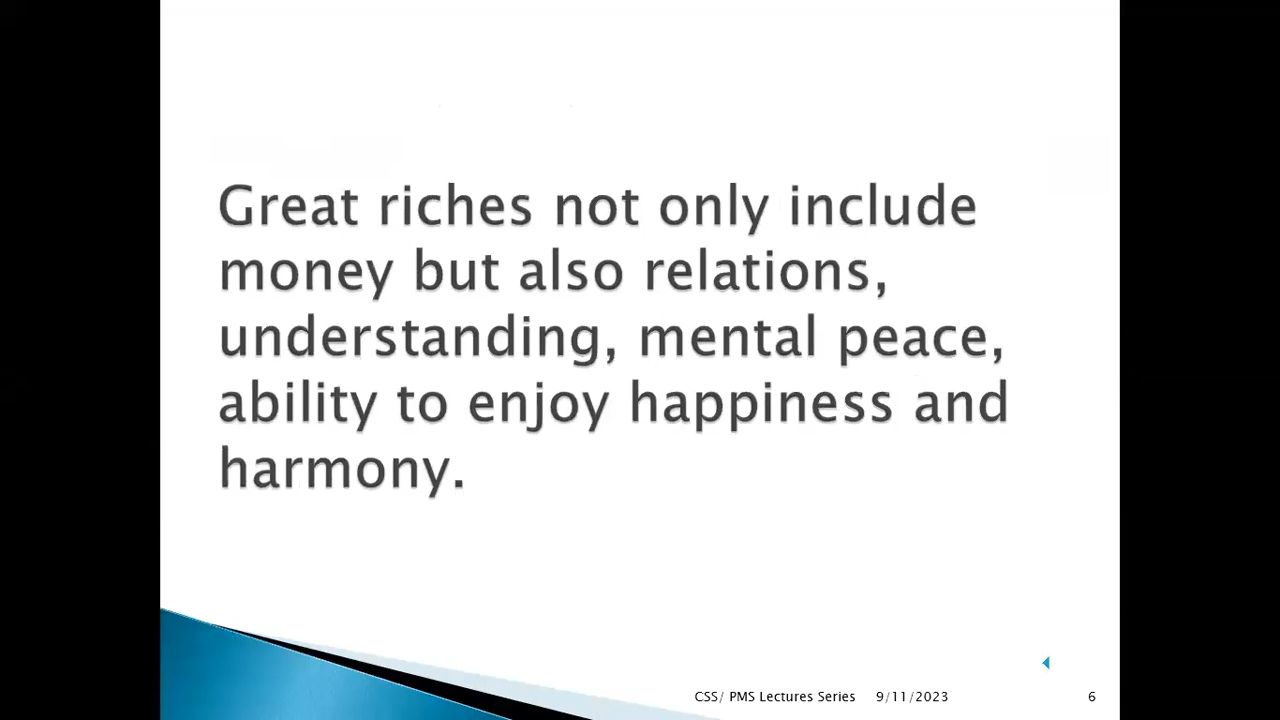 Great riches not only include
money but also relations,
understanding, mental peace,
ability to enjoy happiness and
harmony.
CSS/ PMS Lectures Series 9/11/2023 6